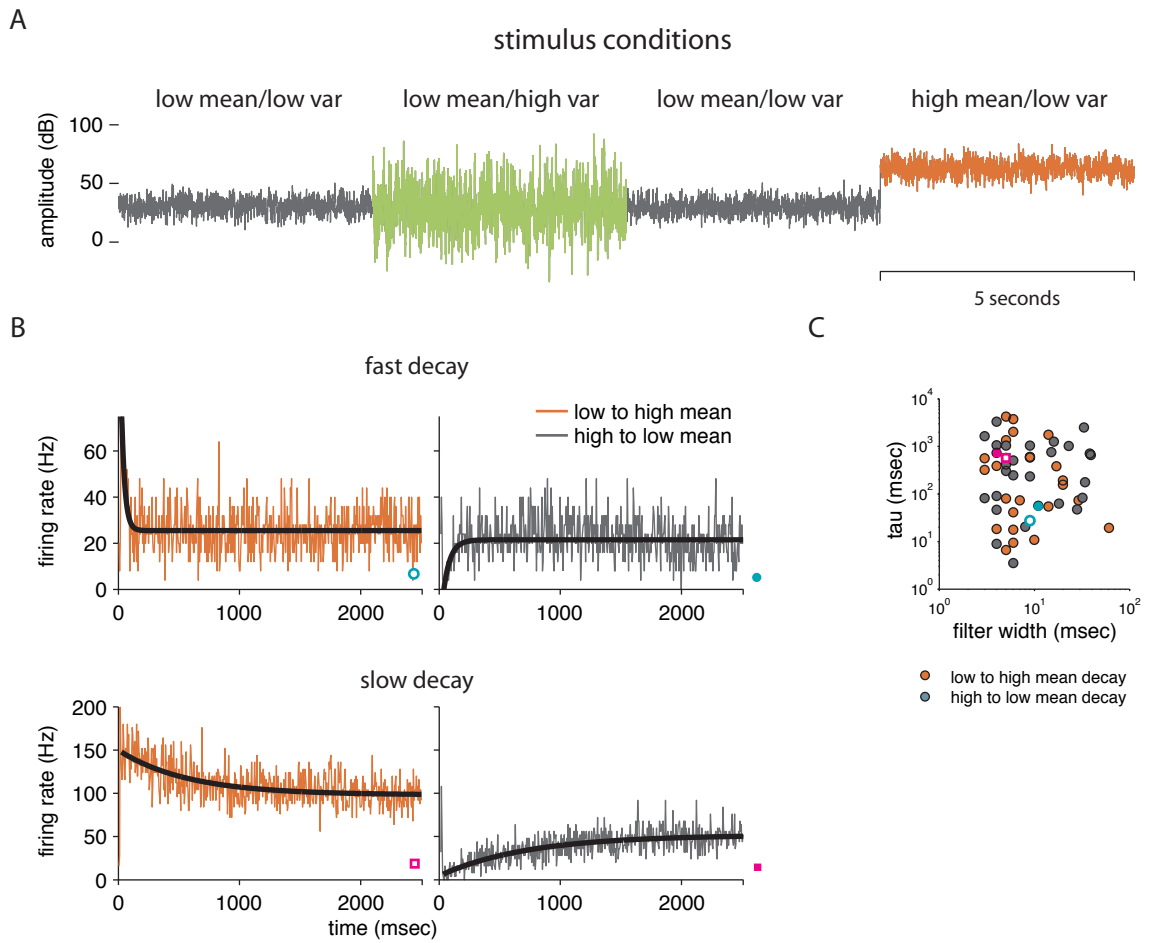 A
stimulus conditions
low mean/low var
low mean/high var
low mean/low var
high mean/low var
amplitude (dB)
100
50
0
5 seconds
B
fast decay
low to high mean
high to low mean
firing rate (Hz)
60
40
20
0
0
1000
2000
0
1000
2000
slow decay
firing rate (Hz)
200
150
100
50
0
0
1000
2000
0
1000
2000
time (msec)
C
tau (msec)
10^4
10^3
10^2
10^1
10^0
10^0
10^1
10^2
filter width (msec)
low to high mean decay
high to low mean decay